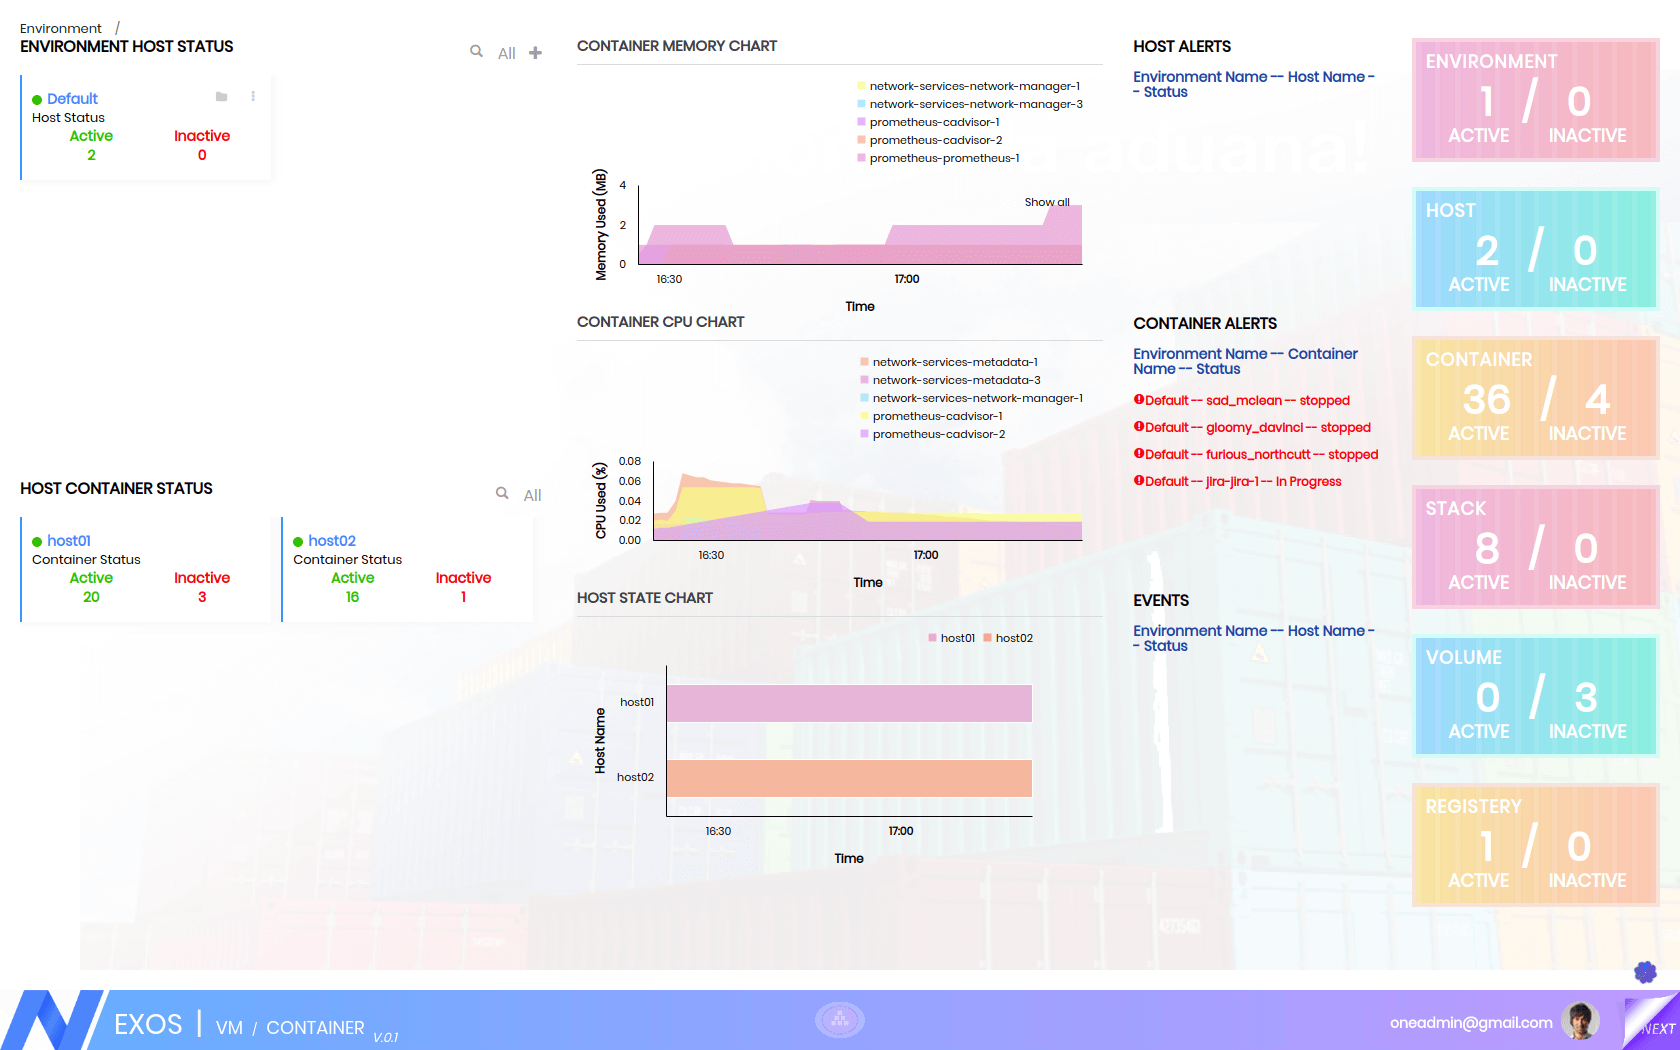 Environment /
ENVIRONMENT HOST STATUS
All
Default
Host Status
Active Inactive
2 0
HOST CONTAINER STATUS
All
host01
Container Status
Active Inactive
20 3
host02
Container Status
Active Inactive
16 1
CONTAINER MEMORY CHART
network-services-network-manager-1
network-services-network-manager-3
prometheus-cadvisor-1
prometheus-cadvisor-2
prometheus-prometheus-1
Show all
Memory Used (MB)
4
2
0
16:30 17:00
Time
CONTAINER CPU CHART
network-services-metadata-1
network-services-metadata-3
network-services-network-manager-1
prometheus-cadvisor-1
prometheus-cadvisor-2
CPU Used (%)
0.08
0.06
0.04
0.02
0.00
16:30 17:00
Time
HOST STATE CHART
host01 host02
Host Name
host01
host02
16:30 17:00
Time
HOST ALERTS
Environment Name -- Host Name -
- Status
aduana!
CONTAINER ALERTS
Environment Name -- Container
Name -- Status
Default -- sad_mclean -- stopped
Default -- gloomy_davinci -- stopped
Default -- furious_northcutt -- stopped
Default -- jira-jira-1 -- In Progress
EVENTS
Environment Name -- Host Name -
- Status
ENVIRONMENT
1 / 0
ACTIVE INACTIVE
HOST
2 / 0
ACTIVE INACTIVE
CONTAINER
36 / 4
ACTIVE INACTIVE
STACK
8 / 0
ACTIVE INACTIVE
VOLUME
0 / 3
ACTIVE INACTIVE
REGISTERY
1 / 0
ACTIVE INACTIVE
EXOS | VM / CONTAINER V.0.1
oneadmin@gmail.com
NEXT